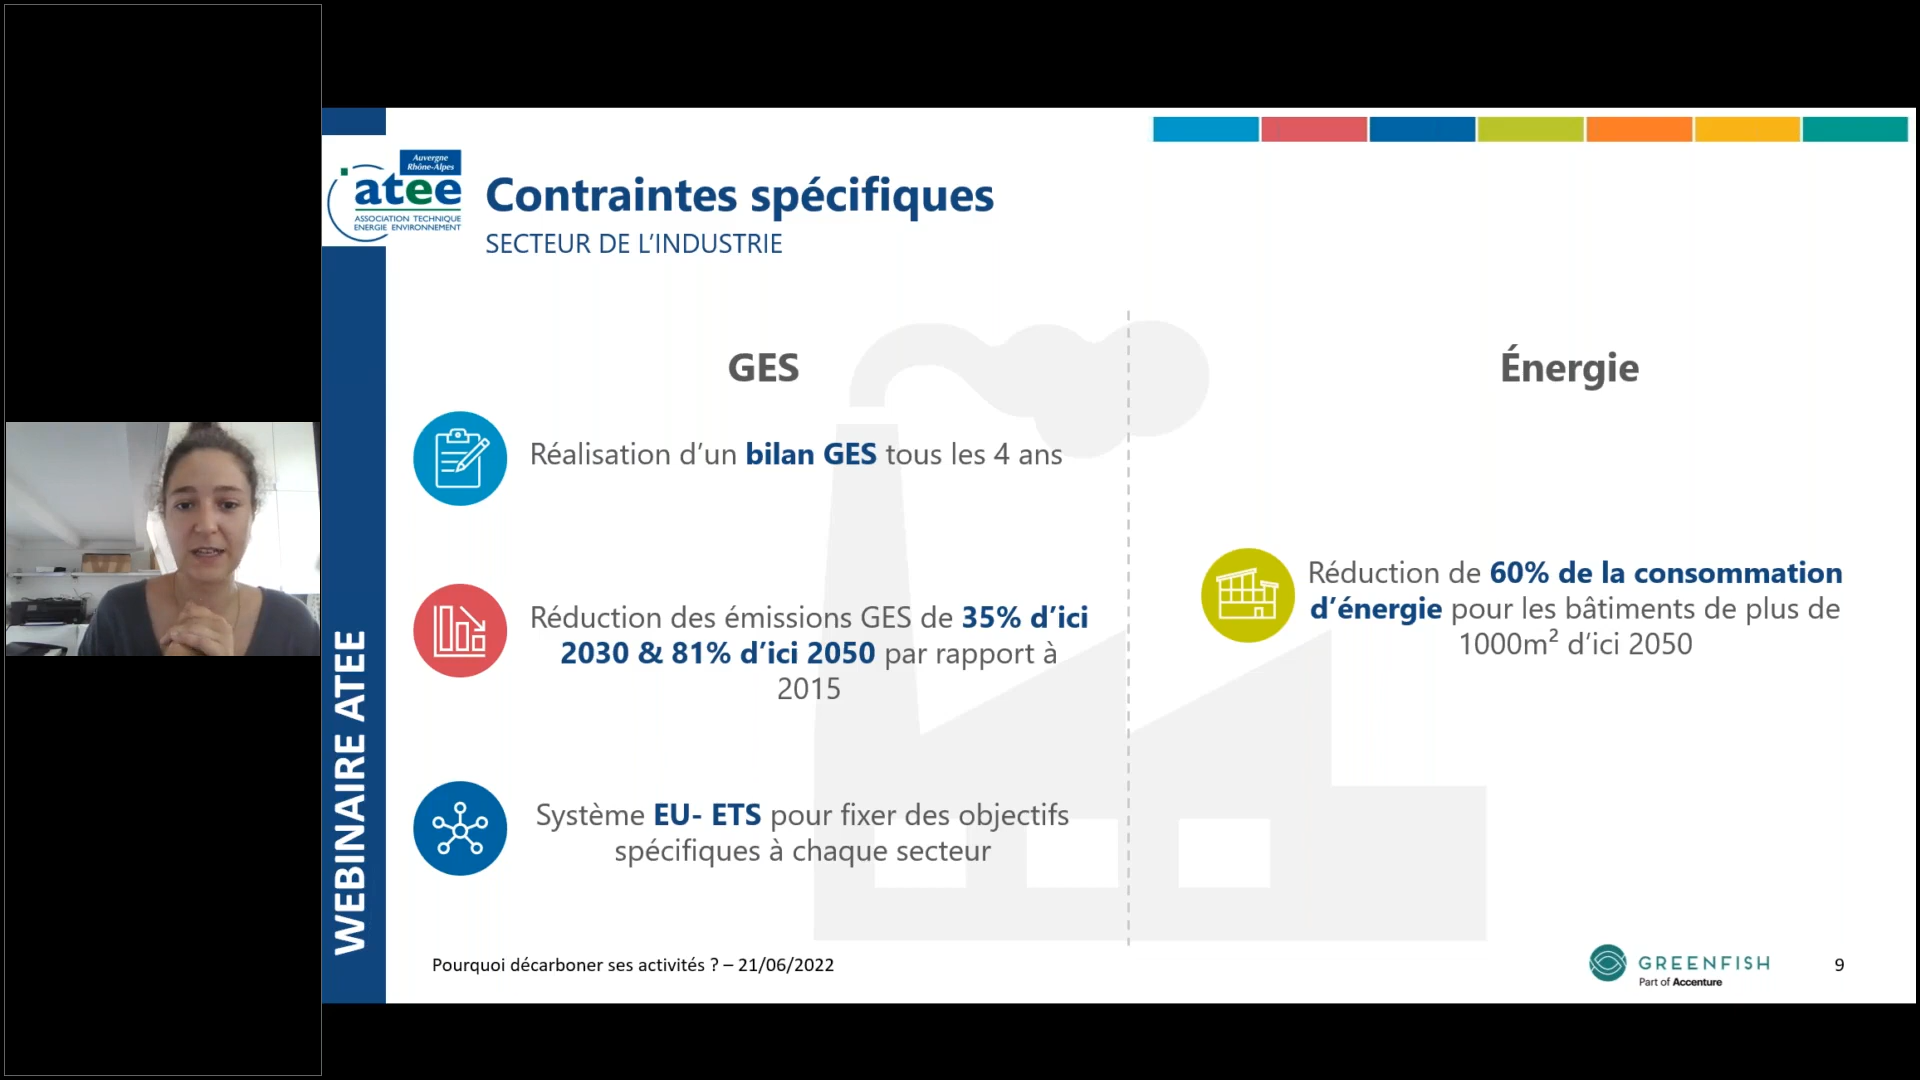 Auvergne
Rhône-Alpes
atee
ASSOCIATION TECHNIQUE
ENERGIE ENVIRONNEMENT
WEBINAIRE ATEE
Contraintes spécifiques
SECTEUR DE L’INDUSTRIE
GES
Réalisation d’un bilan GES tous les 4 ans
Réduction des émissions GES de 35% d’ici
2030 & 81% d’ici 2050 par rapport à
2015
Système EU- ETS pour fixer des objectifs
spécifiques à chaque secteur
Énergie
Réduction de 60% de la consommation
d’énergie pour les bâtiments de plus de
1000m² d’ici 2050
Pourquoi décarboner ses activités ? – 21/06/2022
GREENFISH
Part of Accenture
9